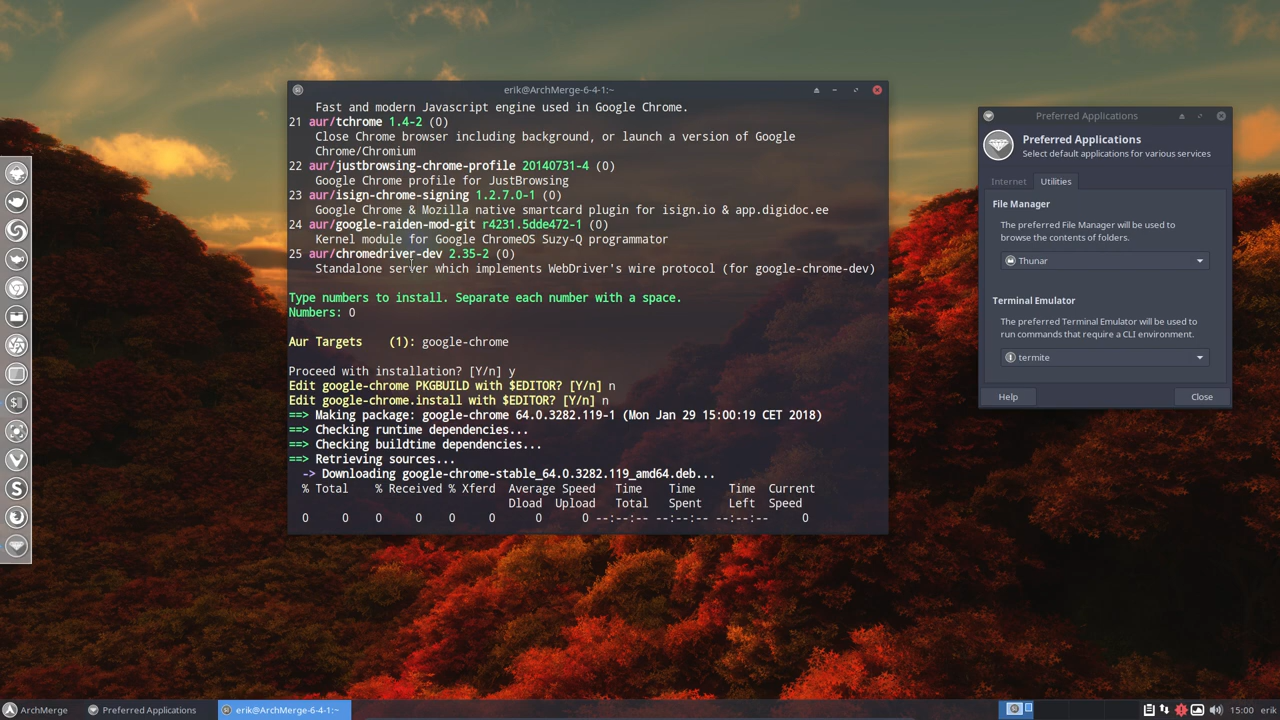 erik@ArchMerge-6-4-1:~
Fast and modern Javascript engine used in Google Chrome.
21 aur/tchrome 1.4-2 (0)
Close Chrome browser including background, or launch a version of Google
Chrome/Chromium
22 aur/justbrowsing-chrome-profile 20140731-4 (0)
Google Chrome profile for JustBrowsing
23 aur/isign-chrome-signing 1.2.7.0-1 (0)
Google Chrome & Mozilla native smartcard plugin for isign.io & app.digidoc.ee
24 aur/google-raiden-mod-git r4231.5dde472-1 (0)
Kernel module for Google ChromeOS Suzy-Q programmator
25 aur/chromedriver-dev 2.35-2 (0)
Standalone server which implements WebDriver's wire protocol (for google-chrome-dev)
Type numbers to install. Separate each number with a space.
Numbers: 0
Aur Targets (1): google-chrome
Proceed with installation? [Y/n] y
Edit google-chrome PKGBUILD with $EDITOR? [Y/n] n
Edit google-chrome.install with $EDITOR? [Y/n] n
==> Making package: google-chrome 64.0.3282.119-1 (Mon Jan 29 15:00:19 CET 2018)
==> Checking runtime dependencies...
==> Checking buildtime dependencies...
==> Retrieving sources...
-> Downloading google-chrome-stable_64.0.3282.119_amd64.deb...
% Total % Received % Xferd Average Speed Time Time Time Current
Dload Upload Total Spent Left Speed
0 0 0 0 0 0 0 0 --:--:-- --:--:-- --:--:-- 0
Preferred Applications
Preferred Applications
Select default applications for various services
Internet Utilities
File Manager
The preferred File Manager will be used to
browse the contents of folders.
Thunar
Terminal Emulator
The preferred Terminal Emulator will be used to
run commands that require a CLI environment.
termite
Help Close
ArchMerge Preferred Applications erik@ArchMerge-6-4-1:~ 15:00 erik